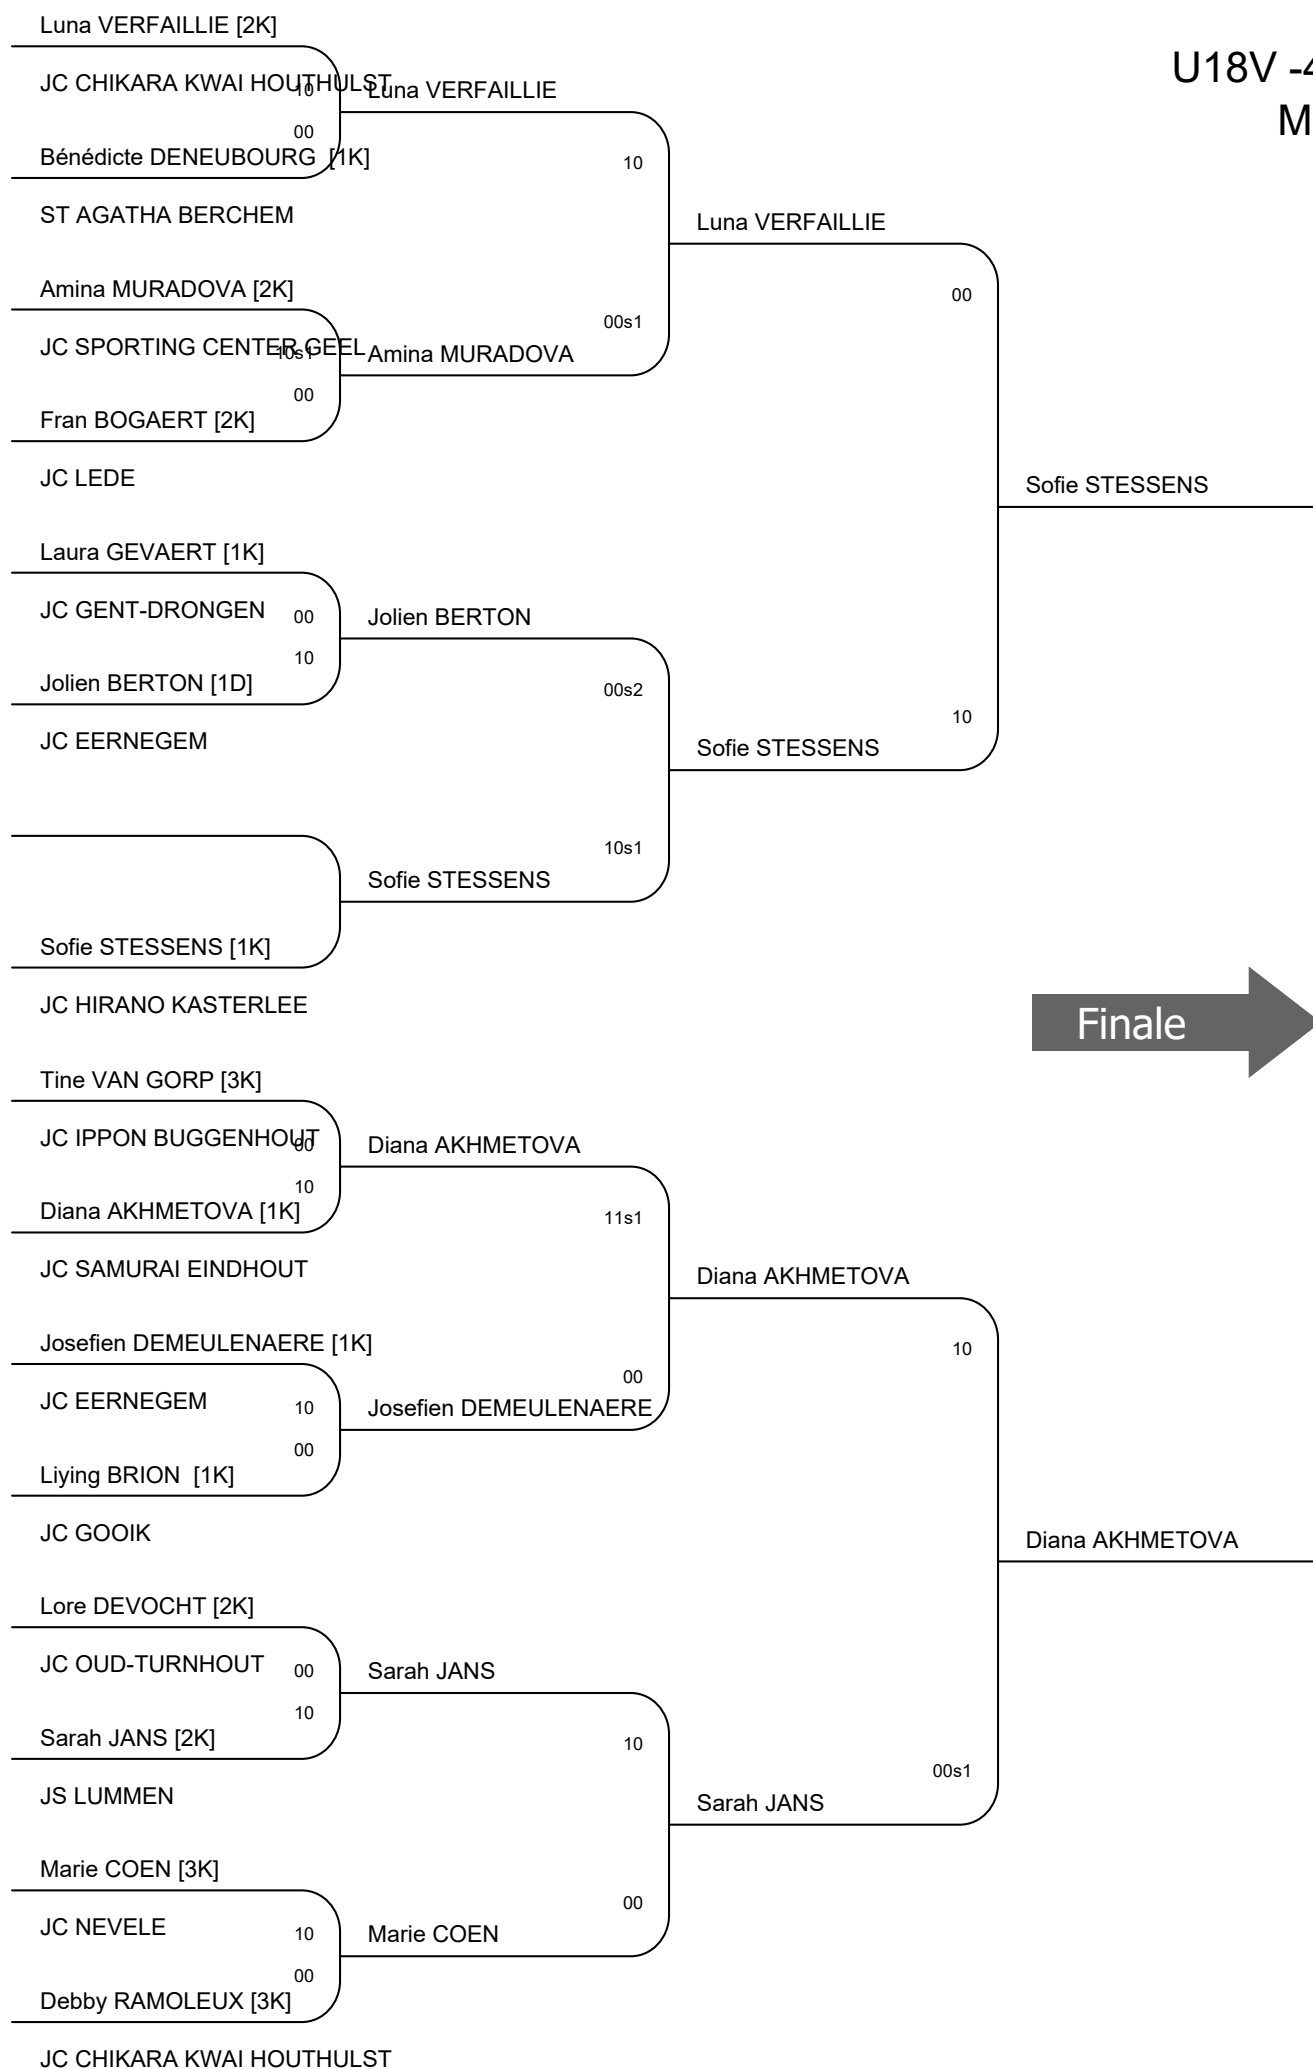 Luna VERFAILLIE [2K]
U18V -4
JC CHIKARA KWAI HOUTHULST
10
Luna VERFAILLIE
M
00
Bénédicte DENEUBOURG [1K]
10
ST AGATHA BERCHEM
Luna VERFAILLIE
Amina MURADOVA [2K]
00
00s1
JC SPORTING CENTER GEEL
10s1
Amina MURADOVA
00
Fran BOGAERT [2K]
JC LEDE
Sofie STESSENS
Laura GEVAERT [1K]
JC GENT-DRONGEN
00
Jolien BERTON
10
Jolien BERTON [1D]
00s2
10
JC EERNEGEM
Sofie STESSENS
10s1
Sofie STESSENS
Sofie STESSENS [1K]
JC HIRANO KASTERLEE
Finale
Tine VAN GORP [3K]
JC IPPON BUGGENHOUT
00
Diana AKHMETOVA
10
Diana AKHMETOVA [1K]
11s1
JC SAMURAI EINDHOUT
Diana AKHMETOVA
Josefien DEMEULENAERE [1K]
10
00
JC EERNEGEM
10
Josefien DEMEULENAERE
00
Liying BRION [1K]
JC GOOIK
Diana AKHMETOVA
Lore DEVOCHT [2K]
JC OUD-TURNHOUT
00
Sarah JANS
10
Sarah JANS [2K]
10
00s1
JS LUMMEN
Sarah JANS
Marie COEN [3K]
00
JC NEVELE
10
Marie COEN
00
Debby RAMOLEUX [3K]
JC CHIKARA KWAI HOUTHULST